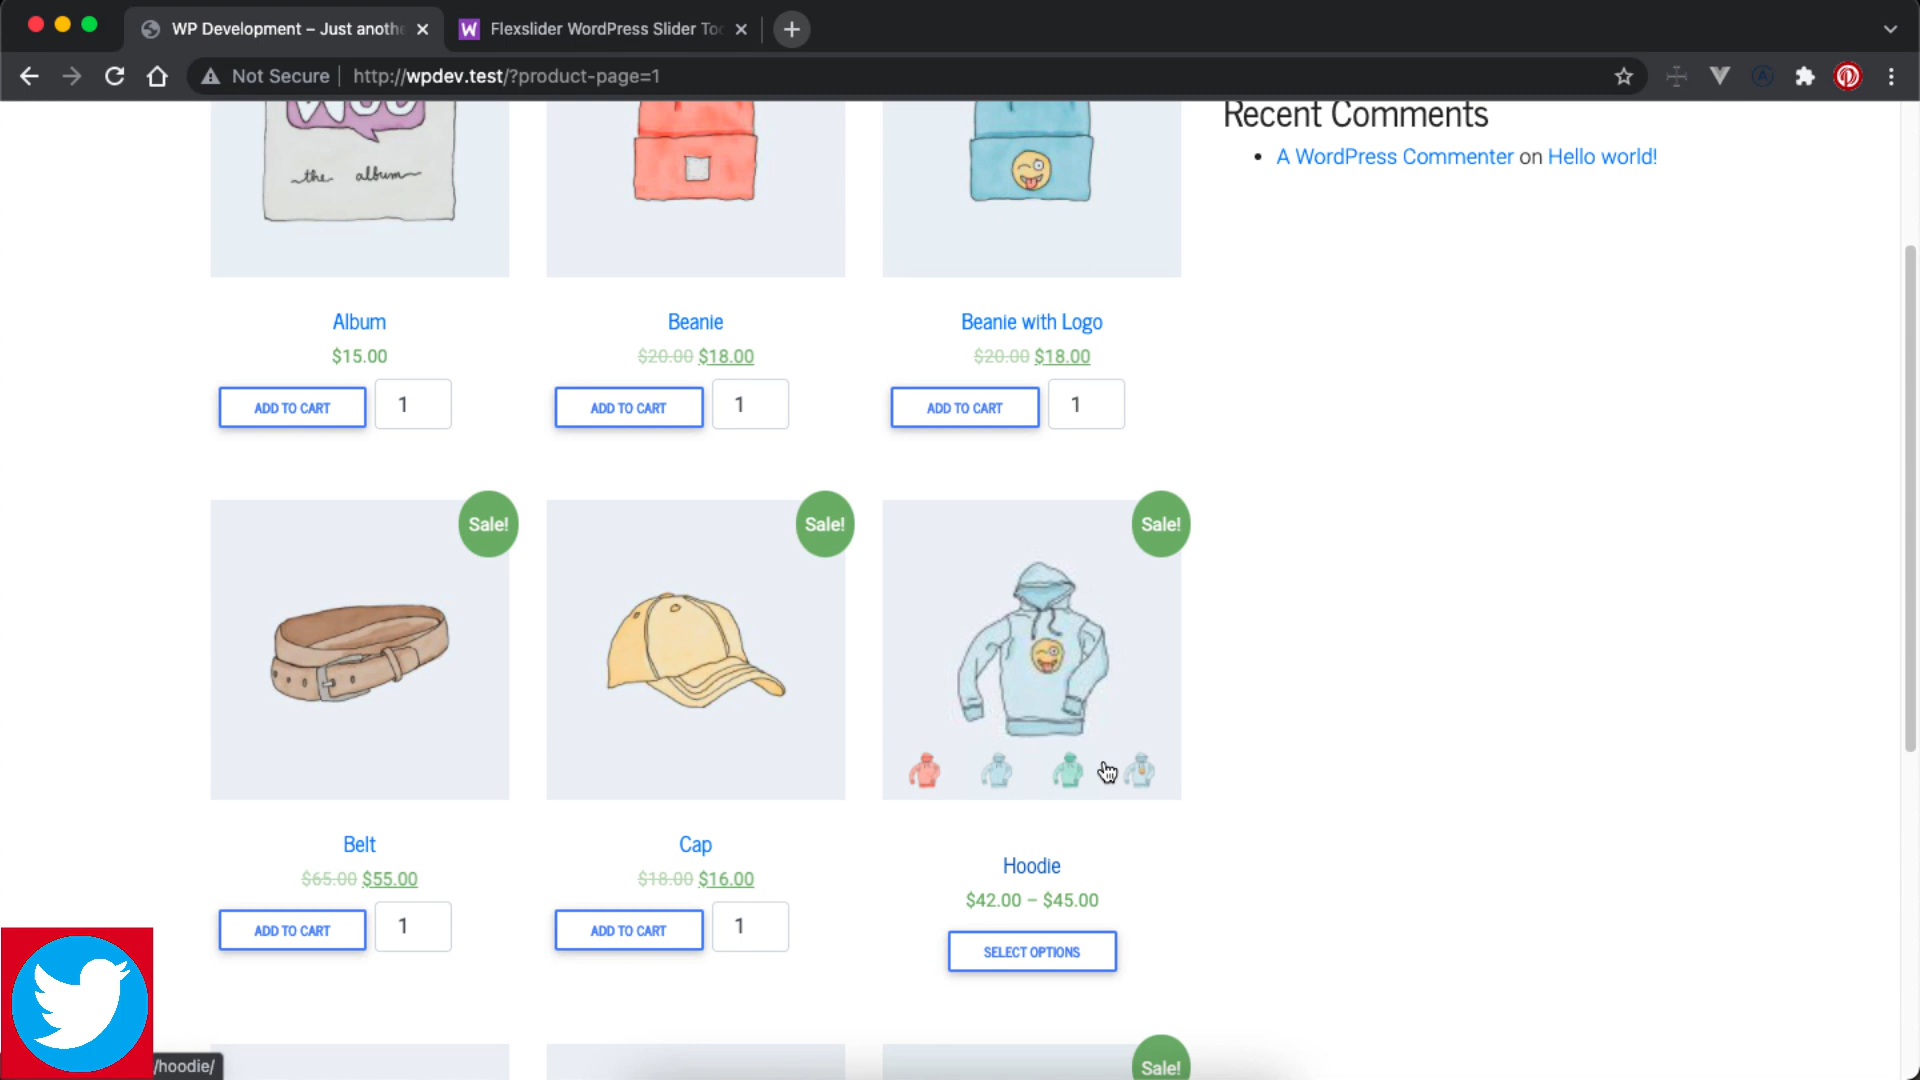 WP Development – Just anothe
Flexslider WordPress Slider Too
Not Secure
http://wpdev.test/?product-page=1
the album
Recent Comments
A WordPress Commenter on Hello world!
Album
$15.00
ADD TO CART
1
Beanie
$20.00 $18.00
ADD TO CART
1
Beanie with Logo
$20.00 $18.00
ADD TO CART
1
Sale!
Belt
$65.00 $55.00
ADD TO CART
1
Sale!
Cap
$18.00 $16.00
ADD TO CART
1
Sale!
Hoodie
$42.00 – $45.00
SELECT OPTIONS
Sale!
/hoodie/